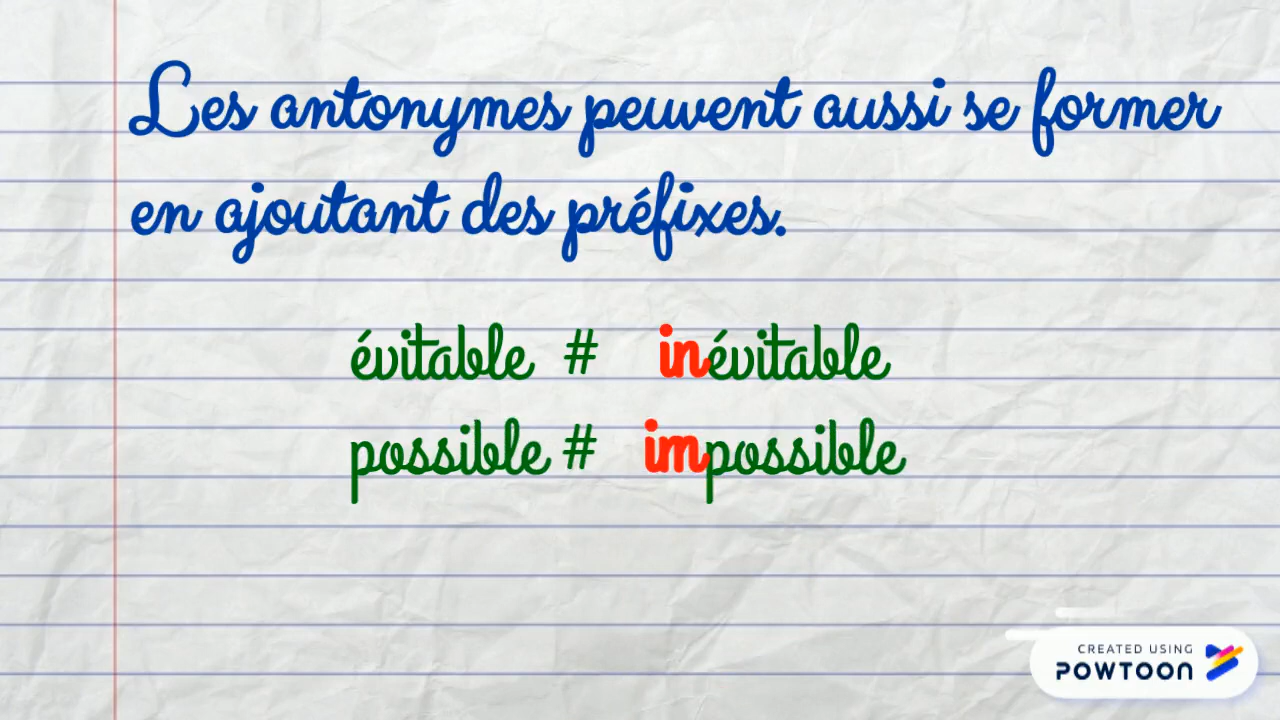 Les antonymes peuvent aussi se former
en ajoutant des préfixes.
évitable # inévitable
possible # impossible
CREATED USING
POWTOON